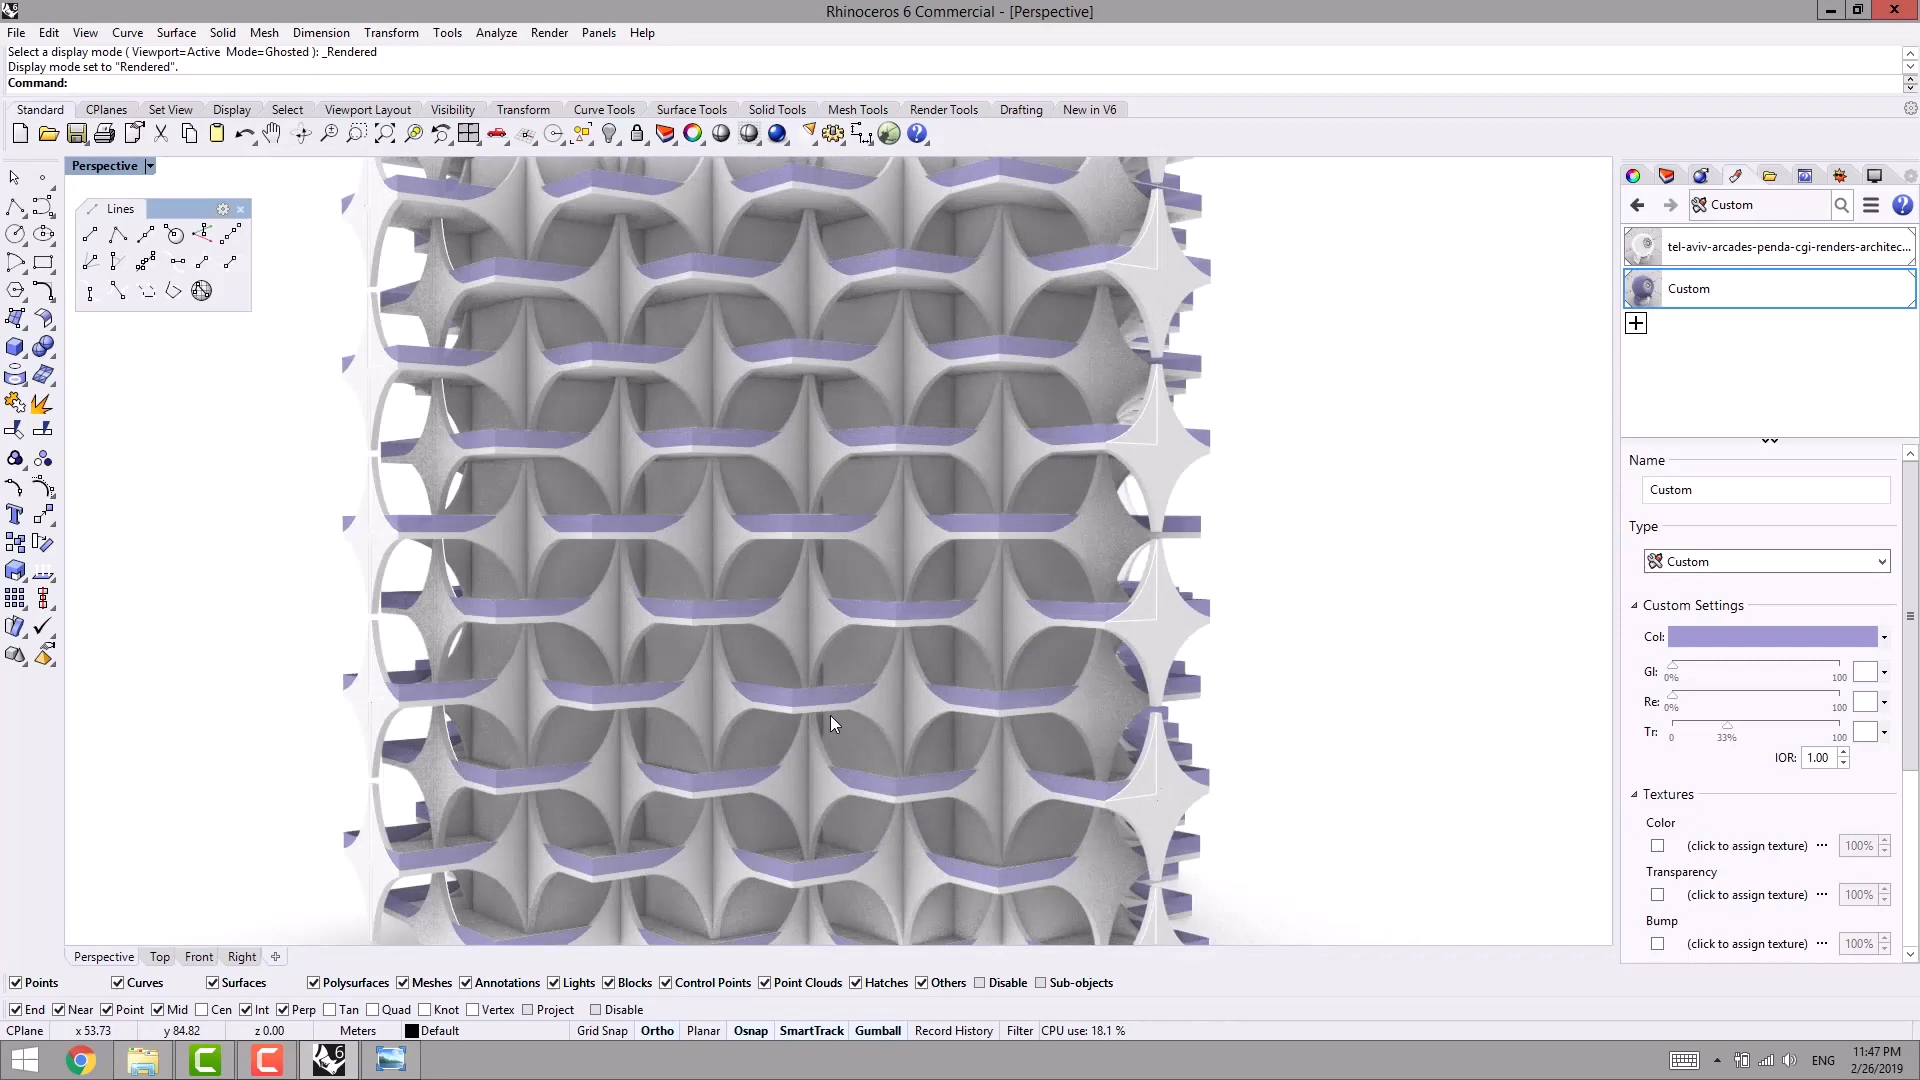 Rhinoceros 6 Commercial - [Perspective]
File Edit View Curve Surface Solid Mesh Dimension Transform Tools Analyze Render Panels Help
Select a display mode ( Viewport=Active  Mode=Ghosted ): _Rendered
Display mode set to "Rendered".
Command:
Standard CPlanes Set View Display Select Viewport Layout Visibility Transform Curve Tools Surface Tools Solid Tools Mesh Tools Render Tools Drafting New in V6
Perspective
Lines
Custom
tel-aviv-arcades-penda-cgi-renders-architec...
Custom
Name
Custom
Type
Custom
Custom Settings
Col:
Gl: 0% 100
Re: 0% 100
Tr: 0 33% 100
IOR: 1.00
Textures
Color
(click to assign texture) ... 100%
Transparency
(click to assign texture) ... 100%
Bump
(click to assign texture) ... 100%
Perspective Top Front Right
Points Curves Surfaces Polysurfaces Meshes Annotations Lights Blocks Control Points Point Clouds Hatches Others Disable Sub-objects
End Near Point Mid Cen Int Perp Tan Quad Knot Vertex Project Disable
CPlane x 53.73 y 84.82 z 0.00 Meters Default Grid Snap Ortho Planar Osnap SmartTrack Gumball Record History Filter CPU use: 18.1 %
6
ENG
11:47 PM
2/26/2019